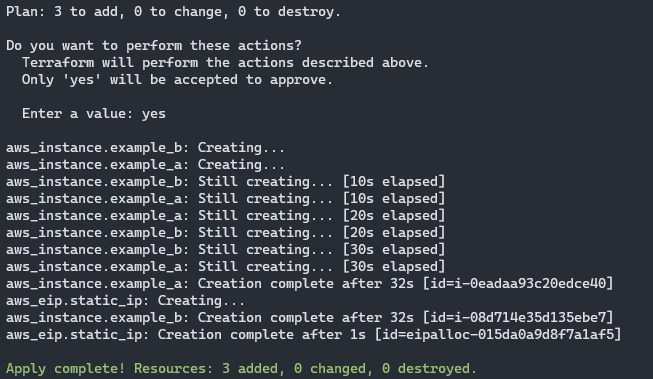 Plan: 3 to add, 0 to change, 0 to destroy.
Do you want to perform these actions?
Terraform will perform the actions described above.
Only 'yes' will be accepted to approve.
Enter a value: yes
aws_instance.example_b: Creating...
aws_instance.example_a: Creating...
aws_instance.example_b: Still creating... [10s elapsed]
aws_instance.example_a: Still creating... [10s elapsed]
aws_instance.example_a: Still creating... [20s elapsed]
aws_instance.example_b: Still creating... [20s elapsed]
aws_instance.example_b: Still creating... [30s elapsed]
aws_instance.example_a: Still creating... [30s elapsed]
aws_instance.example_a: Creation complete after 32s [id=i-0eadaa93c20edce40]
aws_eip.static_ip: Creating...
aws_instance.example_b: Creation complete after 32s [id=i-08d714e35d135ebe7]
aws_eip.static_ip: Creation complete after 1s [id=eipalloc-015da0a9d8f7a1af5]
Apply complete! Resources: 3 added, 0 changed, 0 destroyed.